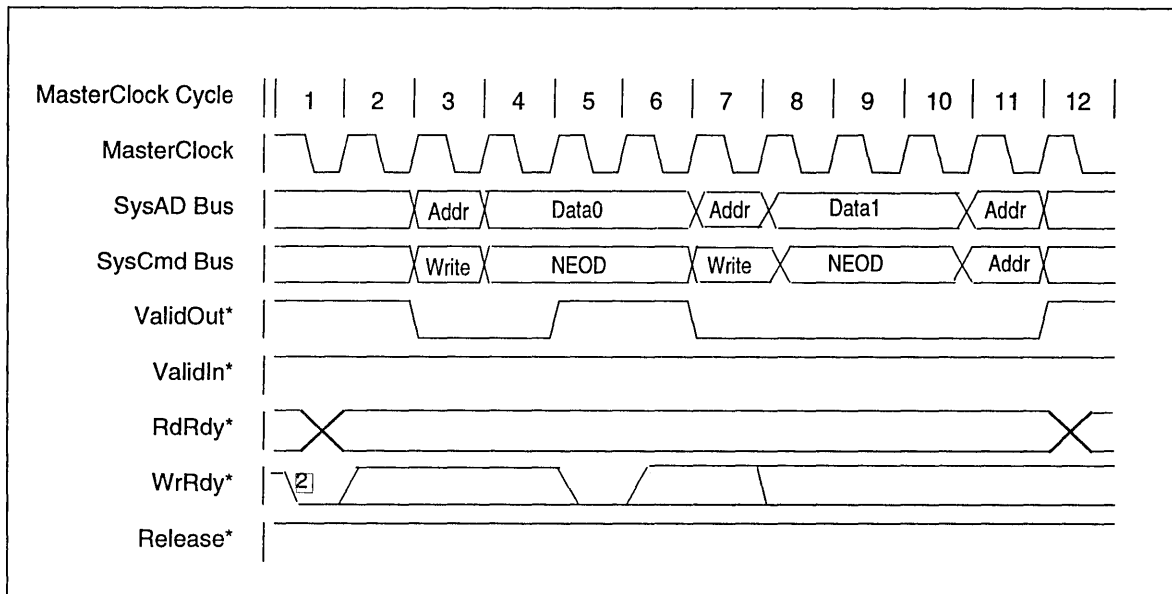 MasterClock Cycle 1 2 3 4 5 6 7 8 9 10 11 12
MasterClock
SysAD Bus Addr Data0 Addr Data1 Addr
SysCmd Bus Write NEOD Write NEOD Addr
ValidOut*
ValidIn*
RdRdy*
WrRdy* 2
Release*